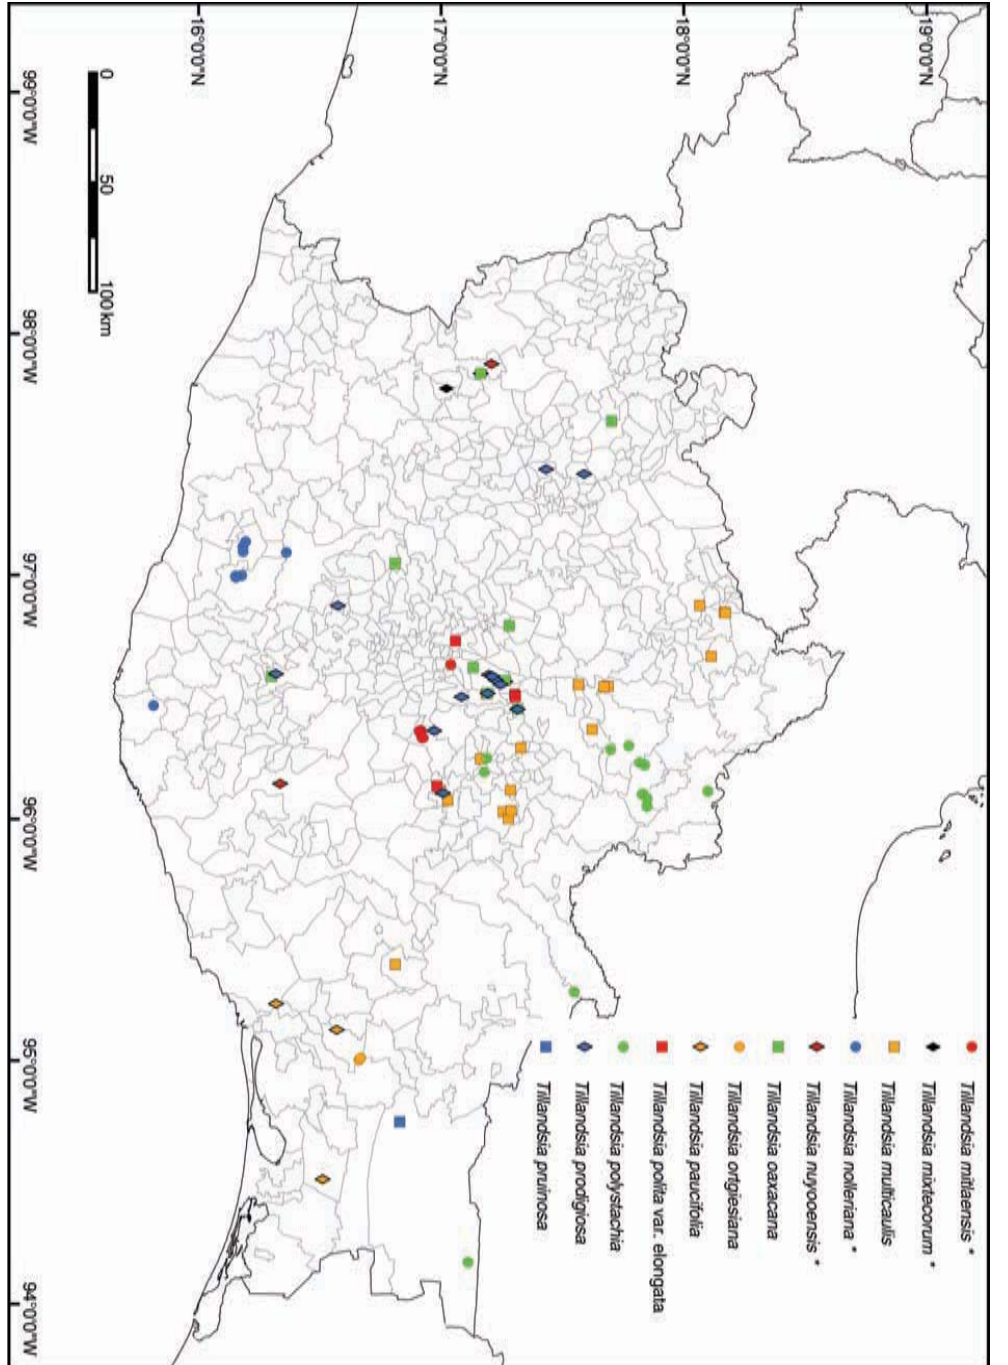 19°0'0"N
18°0'0"N
17°0'0"N
16°0'0"N
Tillandsia mitlaensis *
Tillandsia mixtecorum *
Tillandsia multicaulis
Tillandsia nolleriana *
Tillandsia nuyooensis *
Tillandsia oaxacana
Tillandsia ortgiesiana
Tillandsia paucifolia
Tillandsia polita var. elongata
Tillandsia polystachia
Tillandsia prodigiosa
Tillandsia pruinosa
0 50 100 km
99°0'0"W 98°0'0"W 97°0'0"W 96°0'0"W 95°0'0"W 94°0'0"W